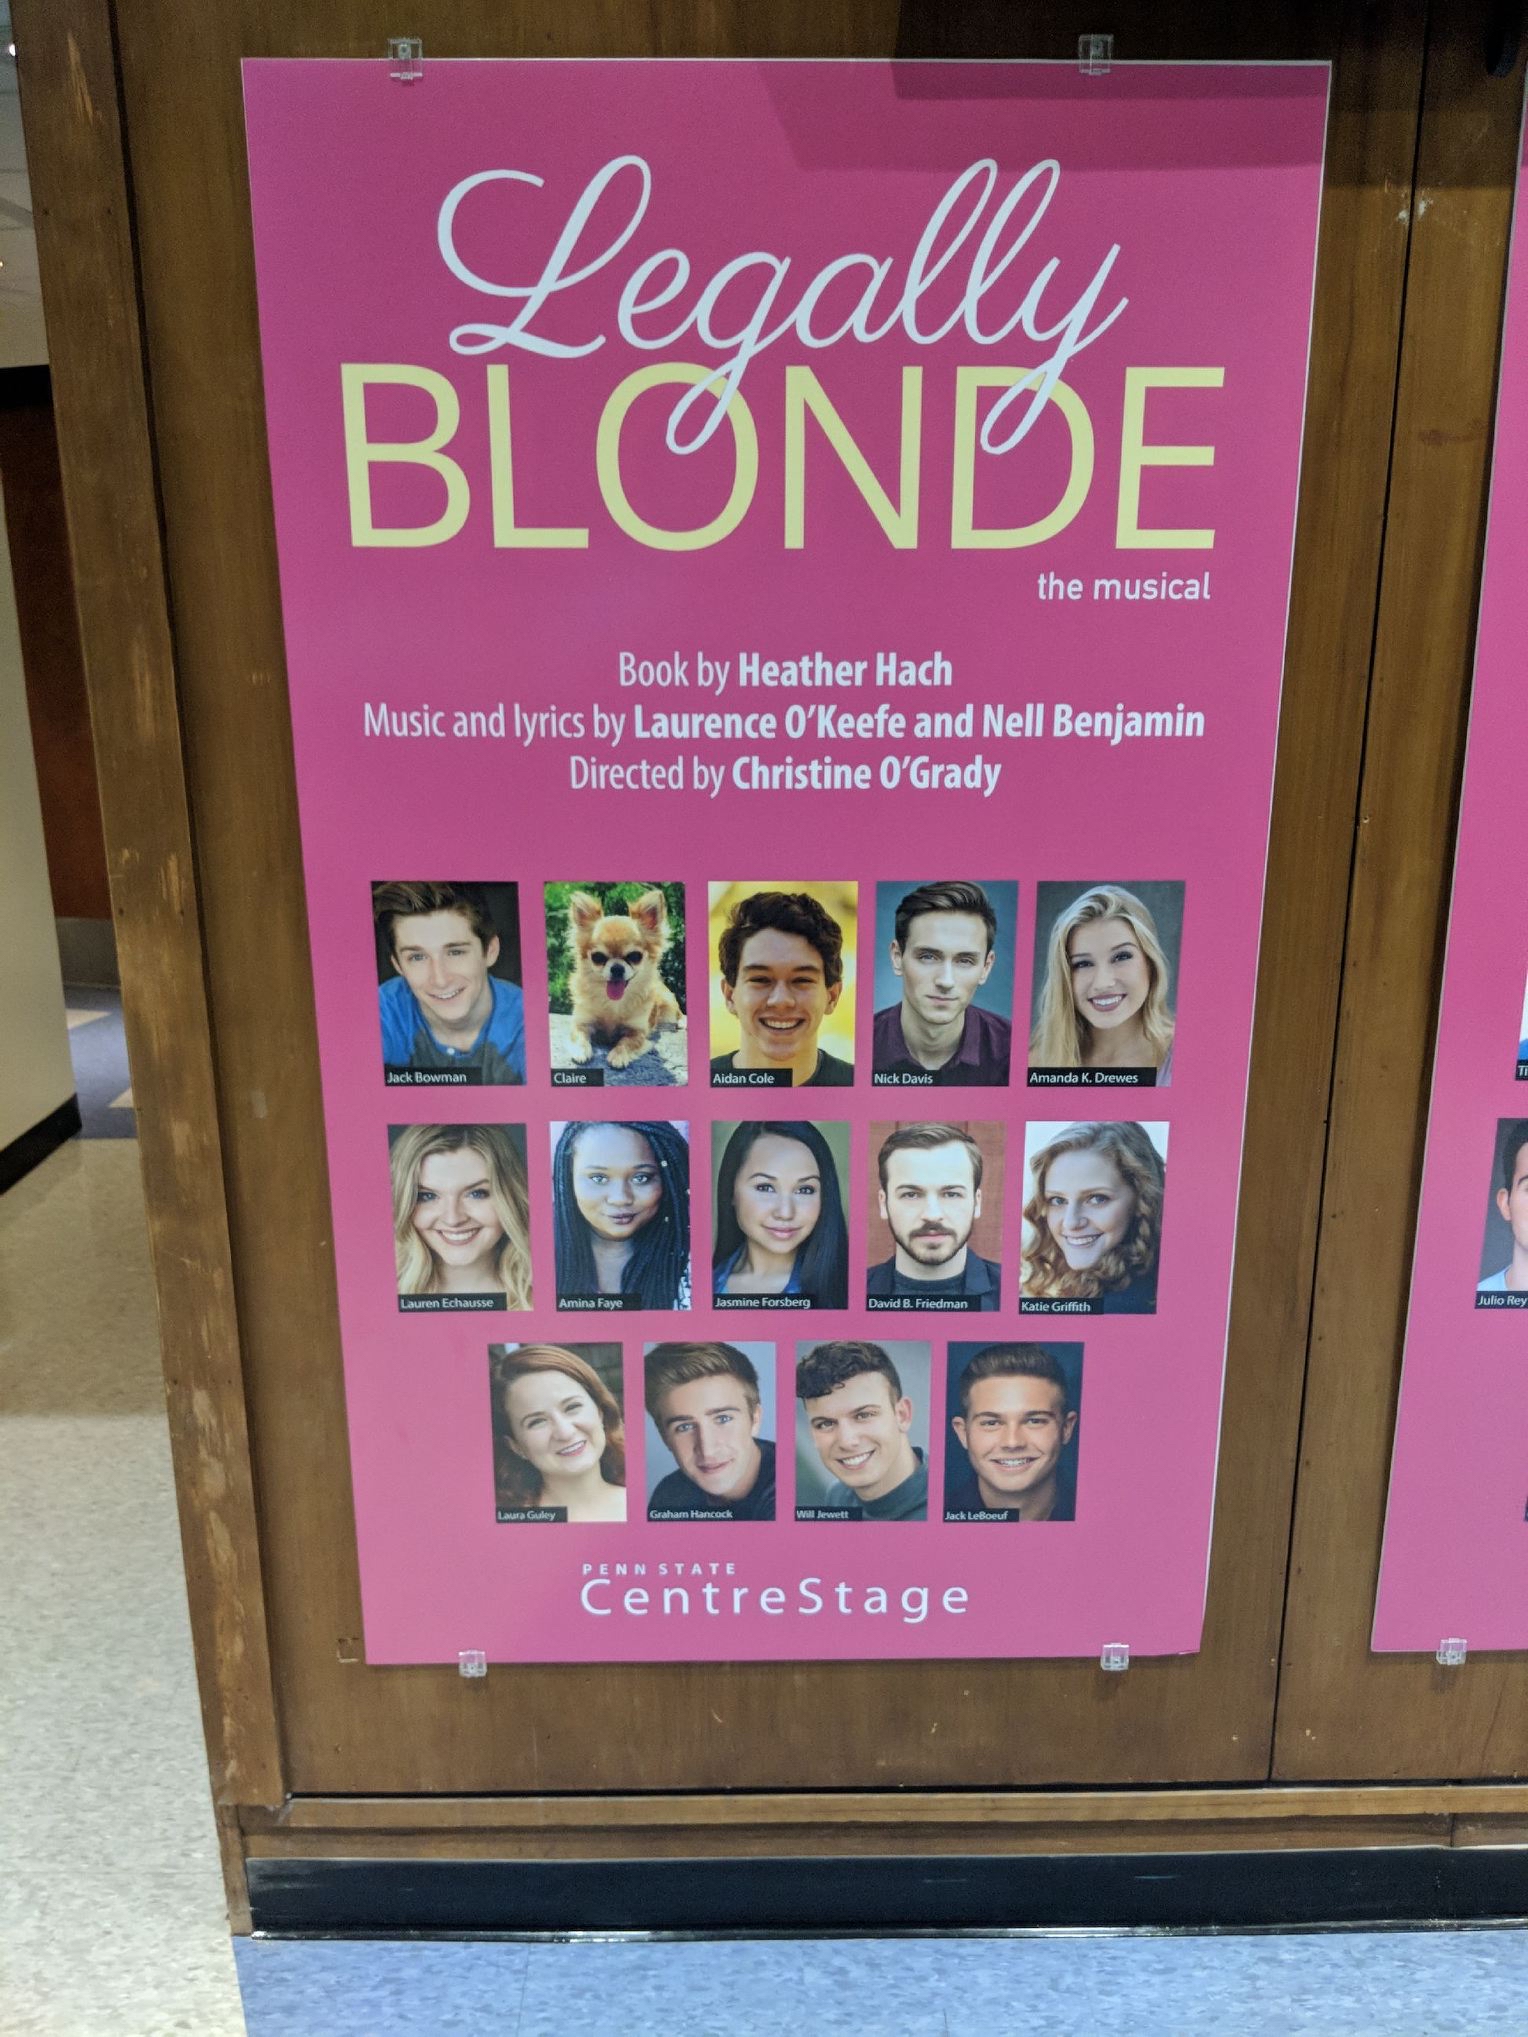 Legally
BLONDE
the musical
Book by Heather Hach
Music and lyrics by Laurence O'Keefe and Nell Benjamin
Directed by Christine O'Grady
Jack Bowman
Claire
Aidan Cole
Nick Davis
Amanda K. Drewes
Lauren Echausse
Amina Faye
Jasmine Forsberg
David B. Friedman
Katie Griffith
Laura Guley
Graham Hancock
Will Jewett
Jack LeBoeuf
PENN STATE
CentreStage
Julio Rey